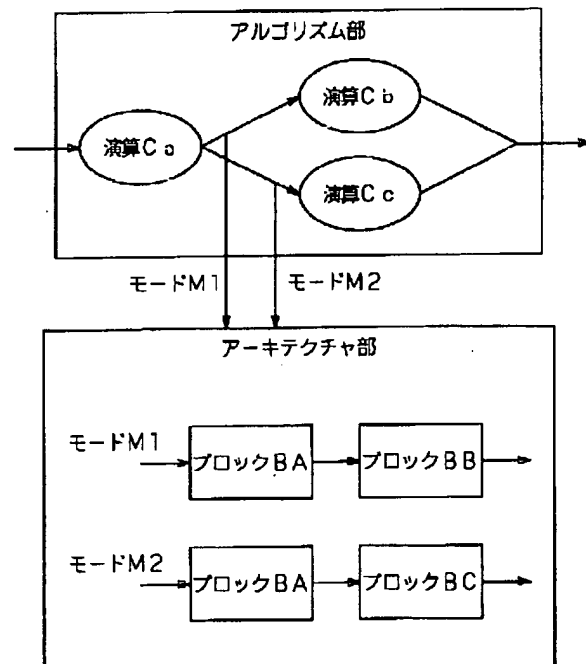 アルゴリズム部
演算Cb
演算Ca
演算Cc
モードM1
モードM2
アーキテクチャ部
モードM1
ブロックBA
ブロックBB
モードM2
ブロックBA
ブロックBC